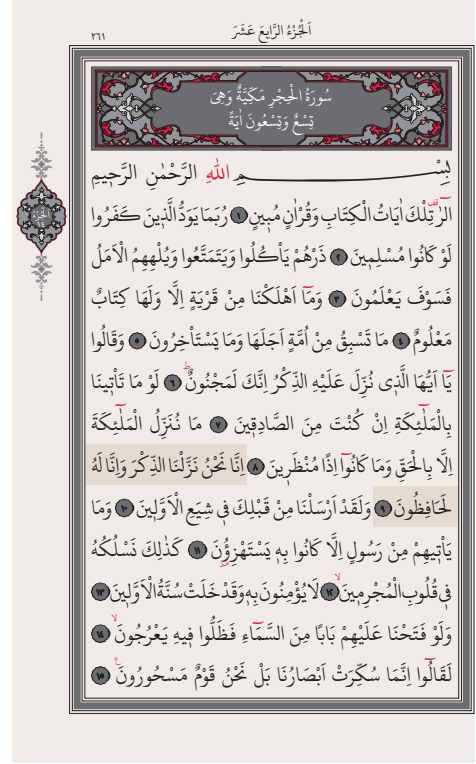 اَلْجُزْءُ الرَّابِعَ عَشَرَ
٢٦١
سُورَةُ الْحِجْرِ مَكِّيَّةٌ وَهِيَ
تِسْعٌ وَتِسْعُونَ اٰيَةً
بِسْمِ اللّٰهِ الرَّحْمٰنِ الرَّحِيمِ
الٓرٰ تِلْكَ اٰيَاتُ الْكِتَابِ وَقُرْاٰنٍ مُبِينٍ ١ رُبَمَا يَوَدُّ الَّذِينَ كَفَرُوا
لَوْ كَانُوا مُسْلِمِينَ ٢ ذَرْهُمْ يَأْكُلُوا وَيَتَمَتَّعُوا وَيُلْهِهِمُ الْاَمَلُ
فَسَوْفَ يَعْلَمُونَ ٣ وَمَٓا اَهْلَكْنَا مِنْ قَرْيَةٍ اِلَّا وَلَهَا كِتَابٌ
مَعْلُومٌ ٤ مَا تَسْبِقُ مِنْ اُمَّةٍ اَجَلَهَا وَمَا يَسْتَأْخِرُونَ ٥ وَقَالُوا
يَٓا اَيُّهَا الَّذِى نُزِّلَ عَلَيْهِ الذِّكْرُ اِنَّكَ لَمَجْنُونٌۜ ٦ لَوْ مَا تَأْتِينَا
بِالْمَلٰٓئِكَةِ اِنْ كُنْتَ مِنَ الصَّادِقِينَ ٧ مَا نُنَزِّلُ الْمَلٰٓئِكَةَ
اِلَّا بِالْحَقِّ وَمَا كَانُٓوا اِذًا مُنْظَرِينَ ٨ اِنَّا نَحْنُ نَزَّلْنَا الذِّكْرَ وَاِنَّا لَهُ
لَحَافِظُونَ ٩ وَلَقَدْ اَرْسَلْنَا مِنْ قَبْلِكَ فِى شِيَعِ الْاَوَّلِينَ ١٠ وَمَا
يَأْتِيهِمْ مِنْ رَسُولٍ اِلَّا كَانُوا بِهٖ يَسْتَهْزِؤُنَ ١١ كَذٰلِكَ نَسْلُكُهُ
فِى قُلُوبِ الْمُجْرِمِينَۙ ١٢ لَا يُؤْمِنُونَ بِهٖ وَقَدْ خَلَتْ سُنَّةُ الْاَوَّلِينَ ١٣
وَلَوْ فَتَحْنَا عَلَيْهِمْ بَابًا مِنَ السَّمَٓاءِ فَظَلُّوا فِيهِ يَعْرُجُونَۙ ١٤
لَقَالُٓوا اِنَّمَا سُكِّرَتْ اَبْصَارُنَا بَلْ نَحْنُ قَوْمٌ مَسْحُورُونَ ١٥